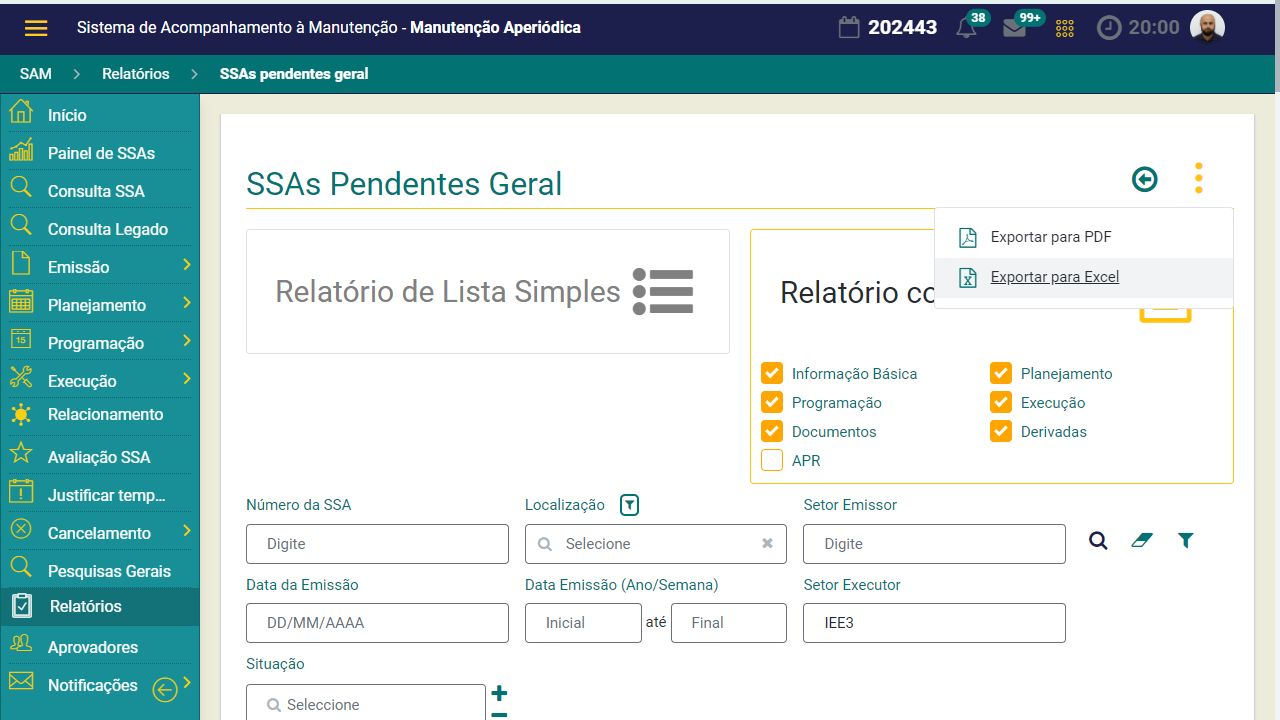 Sistema de Acompanhamento à Manutenção - Manutenção Aperiódica
202443
38
99+
20:00
SAM
Relatórios
SSAs pendentes geral
Início
Painel de SSAs
Consulta SSA
Consulta Legado
Emissão
Planejamento
15
Programação
Execução
Relacionamento
Avaliação SSA
Justificar temp...
Cancelamento
Pesquisas Gerais
Relatórios
Aprovadores
Notificações
SSAs Pendentes Geral
Exportar para PDF
Exportar para Excel
Relatório de Lista Simples
Relatório co
Informação Básica
Planejamento
Programação
Execução
Documentos
Derivadas
APR
Número da SSA
Localização
Setor Emissor
Digite
Selecione
Digite
Data da Emissão
Data Emissão (Ano/Semana)
Setor Executor
DD/MM/AAAA
Inicial
até
Final
IEE3
Situação
Seleccione